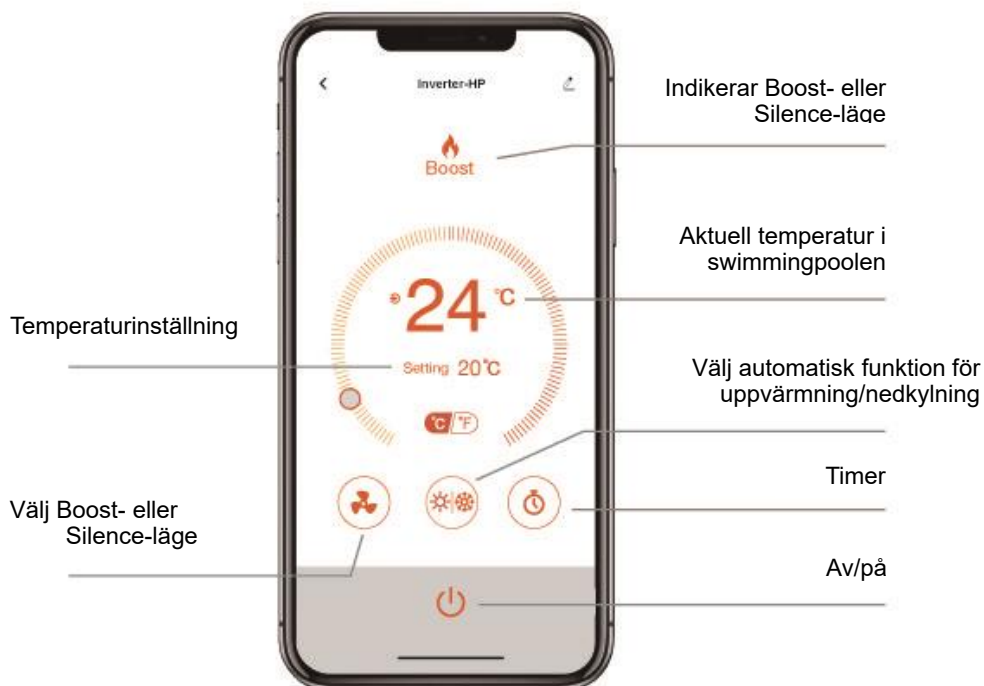 Inverter-HP
Indikerar Boost- eller
Silence-läge
Boost
Aktuell temperatur i
swimmingpoolen
24 °C
Temperaturinställning
Setting 20°C
Välj automatisk funktion för
uppvärmning/nedkylning
°C/°F
Timer
Välj Boost- eller
Silence-läge
Av/på